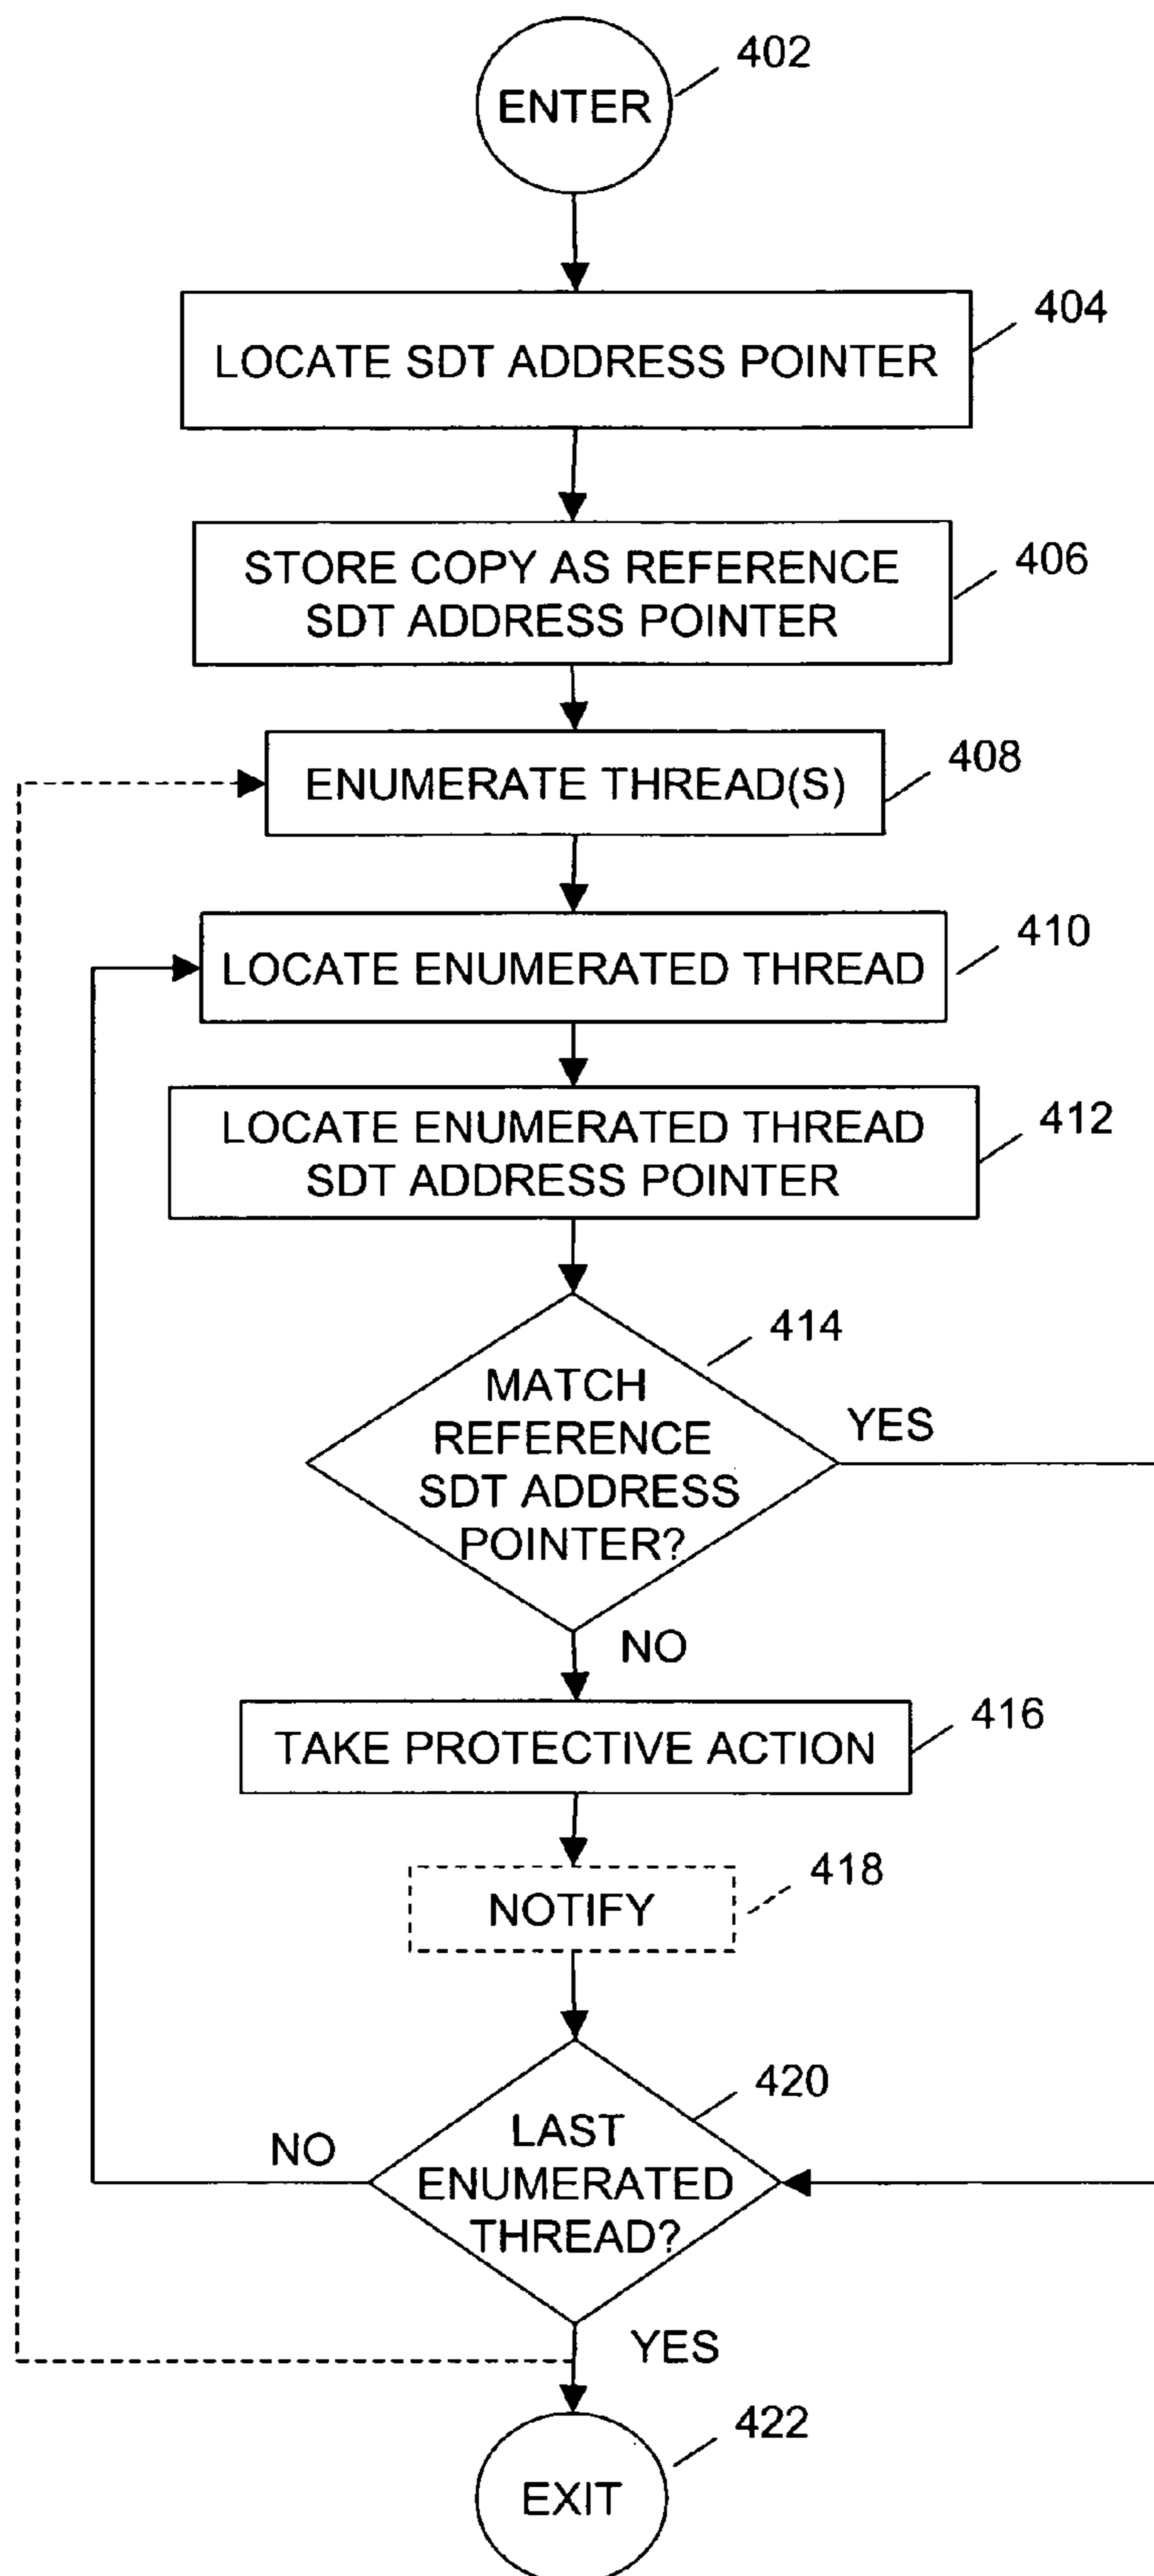 402
ENTER
404
LOCATE SDT ADDRESS POINTER
406
STORE COPY AS REFERENCE
SDT ADDRESS POINTER
408
ENUMERATE THREAD(S)
410
LOCATE ENUMERATED THREAD
412
LOCATE ENUMERATED THREAD
SDT ADDRESS POINTER
414
MATCH
REFERENCE
SDT ADDRESS
POINTER?
YES
NO
416
TAKE PROTECTIVE ACTION
418
NOTIFY
420
LAST
ENUMERATED
THREAD?
NO
YES
422
EXIT